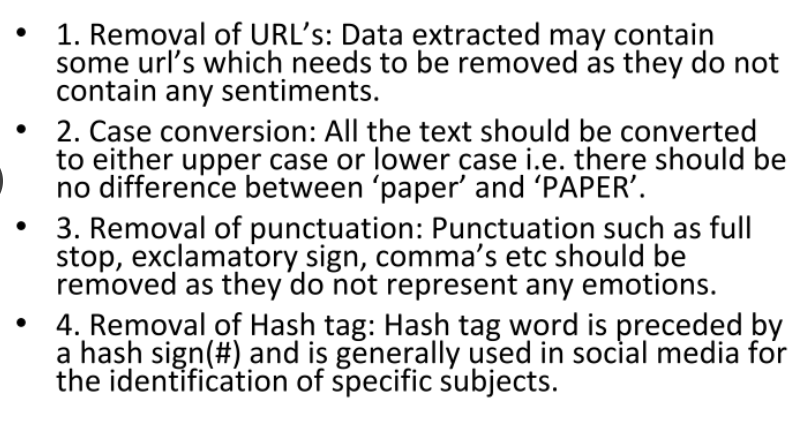 • 1. Removal of URL’s: Data extracted may contain
some url’s which needs to be removed as they do not
contain any sentiments.
• 2. Case conversion: All the text should be converted
to either upper case or lower case i.e. there should be
no difference between ‘paper’ and ‘PAPER’.
• 3. Removal of punctuation: Punctuation such as full
stop, exclamatory sign, comma’s etc should be
removed as they do not represent any emotions.
• 4. Removal of Hash tag: Hash tag word is preceded by
a hash sign(#) and is generally used in social media for
the identification of specific subjects.